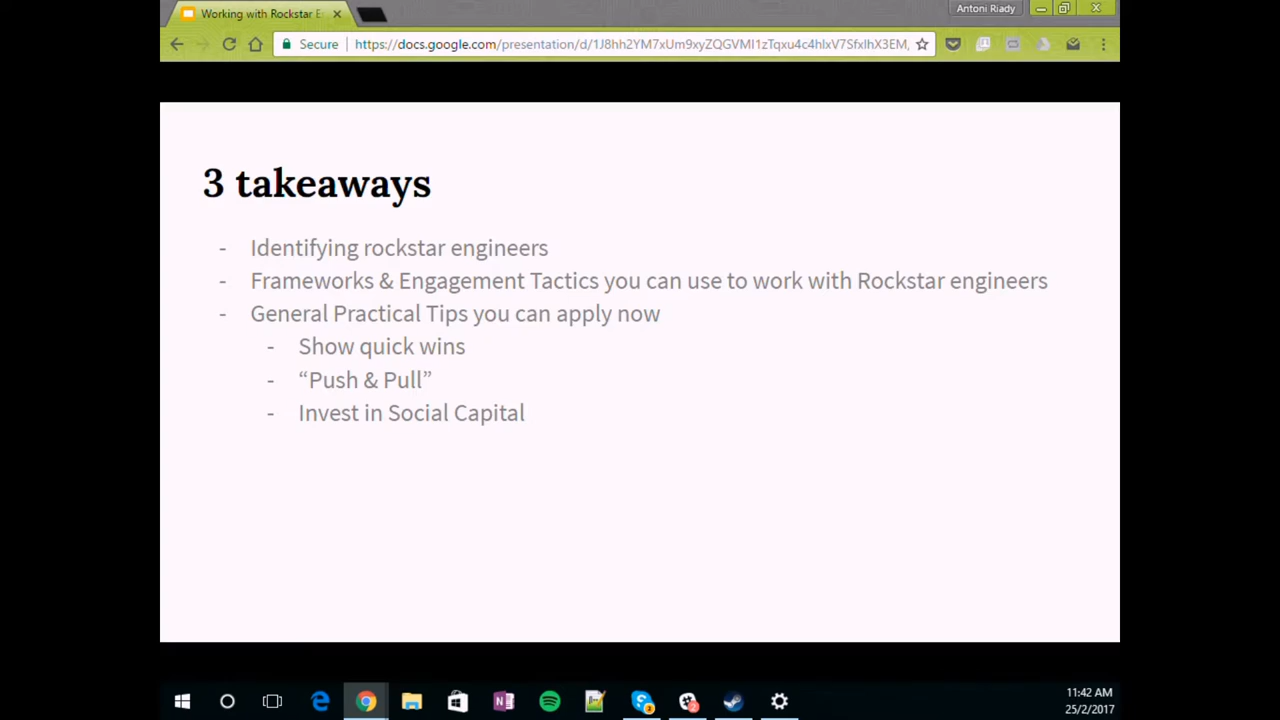 Working with Rockstar E
Antoni Riady
Secure
https://docs.google.com/presentation/d/1J8hh2YM7xUm9xyZQGVMI1zTqxu4c4hlxV7SfxIhX3EM,
3 takeaways
- Identifying rockstar engineers
- Frameworks & Engagement Tactics you can use to work with Rockstar engineers
- General Practical Tips you can apply now
- Show quick wins
- “Push & Pull”
- Invest in Social Capital
11:42 AM
25/2/2017